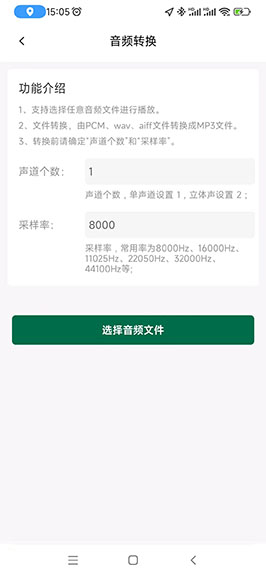 15:05
音频转换
功能介绍
1、支持选择任意音频文件进行播放。
2、文件转换，由PCM、wav、aiff文件转换成MP3文件。
3、转换前请确定“声道个数”和“采样率”。
声道个数：
1
声道个数，单声道设置 1，立体声设置 2；
采样率：
8000
采样率，常用率为8000Hz、16000Hz、
11025Hz、22050Hz、32000Hz、
44100Hz等；
选择音频文件